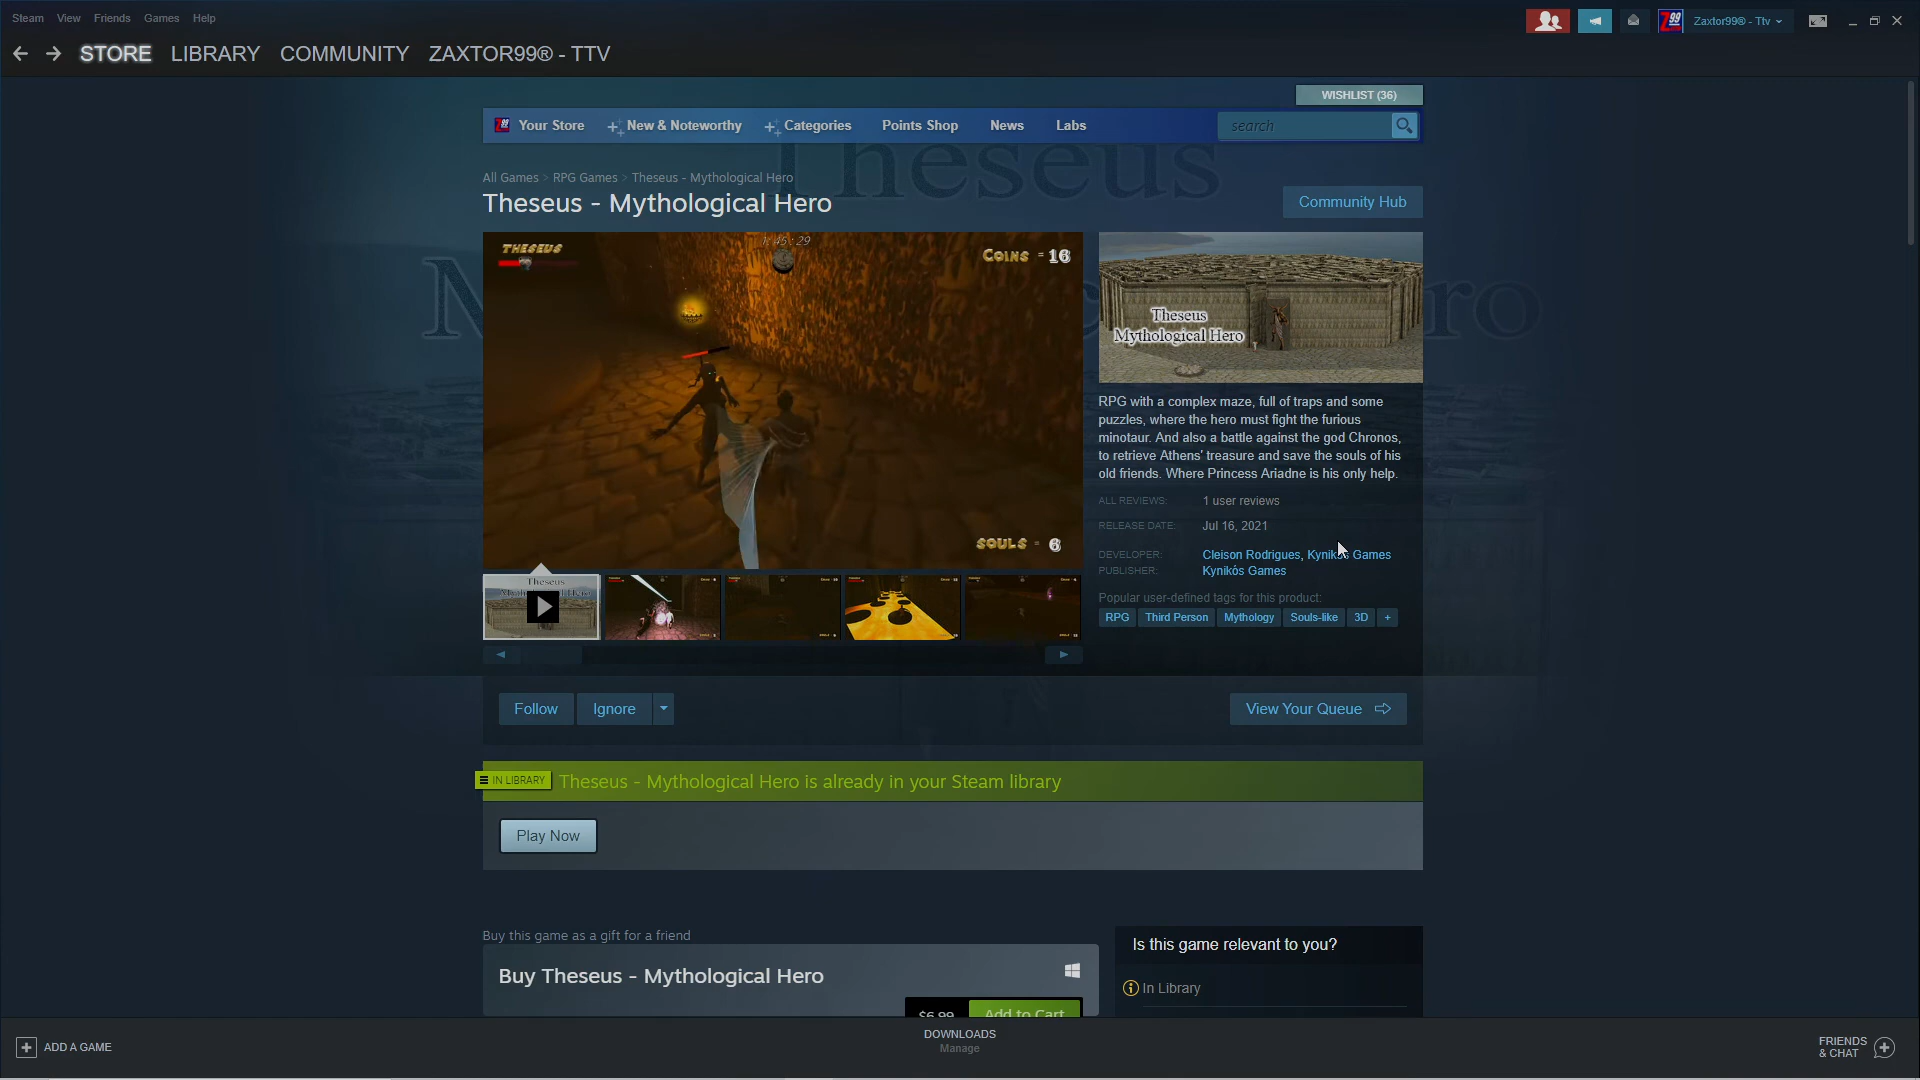 Steam View Friends Games Help
Zaxtor99® - Ttv
STORE LIBRARY COMMUNITY ZAXTOR99® - TTV
WISHLIST (36)
Your Store New & Noteworthy Categories Points Shop News Labs search
Theseus
All Games > RPG Games > Theseus - Mythological Hero
Theseus - Mythological Hero
Community Hub
THESEUS
1:45:29
COINS = 16
SOULS = 6
Theseus
Mythological Hero
RPG with a complex maze, full of traps and some
puzzles, where the hero must fight the furious
minotaur. And also a battle against the god Chronos,
to retrieve Athens' treasure and save the souls of his
old friends. Where Princess Ariadne is his only help.
ALL REVIEWS: 1 user reviews
RELEASE DATE: Jul 16, 2021
DEVELOPER: Cleison Rodrigues, Kynikós Games
PUBLISHER: Kynikós Games
Popular user-defined tags for this product:
RPG Third Person Mythology Souls-like 3D +
Theseus
Follow Ignore View Your Queue
IN LIBRARY Theseus - Mythological Hero is already in your Steam library
Play Now
Buy this game as a gift for a friend
Buy Theseus - Mythological Hero
$6.99 Add to Cart
Is this game relevant to you?
In Library
ADD A GAME
DOWNLOADS
Manage
FRIENDS
& CHAT